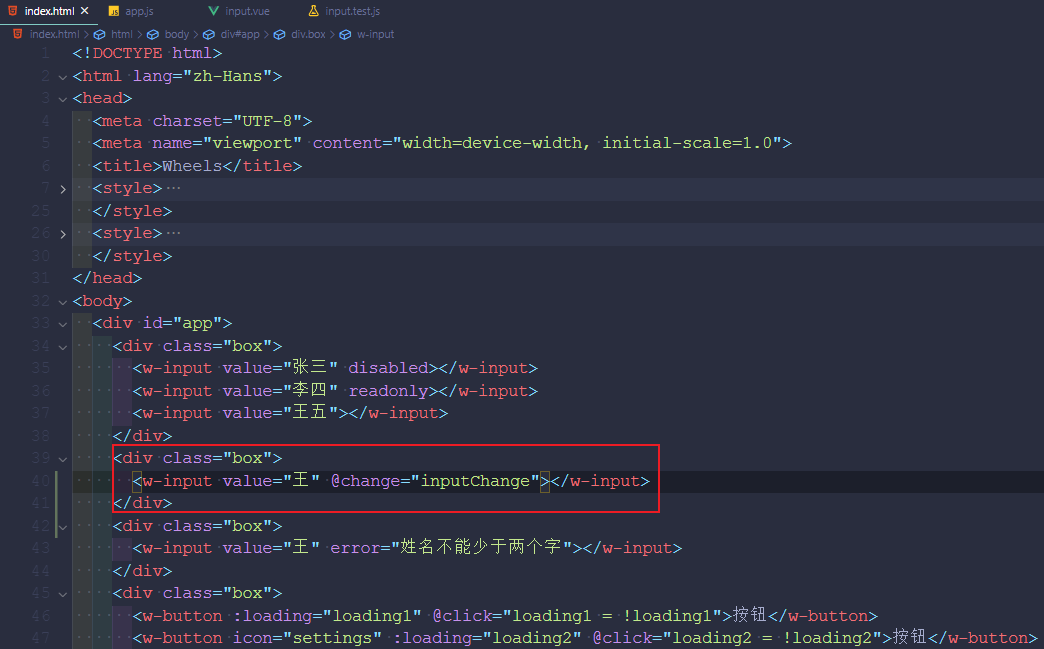 index.html × app.js input.vue input.test.js
index.html > html > body > div#app > div.box > w-input
1 <!DOCTYPE html>
2 <html lang="zh-Hans">
3 <head>
4 <meta charset="UTF-8">
5 <meta name="viewport" content="width=device-width, initial-scale=1.0">
6 <title>Wheels</title>
7 <style>···
25 </style>
26 <style>···
30 </style>
31 </head>
32 <body>
33 <div id="app">
34 <div class="box">
35 <w-input value="张三" disabled></w-input>
36 <w-input value="李四" readonly></w-input>
37 <w-input value="王五"></w-input>
38 </div>
39 <div class="box">
40 <w-input value="王" @change="inputChange"></w-input>
41 </div>
42 <div class="box">
43 <w-input value="王" error="姓名不能少于两个字"></w-input>
44 </div>
45 <div class="box">
46 <w-button :loading="loading1" @click="loading1 = !loading1">按钮</w-button>
47 <w-button icon="settings" :loading="loading2" @click="loading2 = !loading2">按钮</w-button>